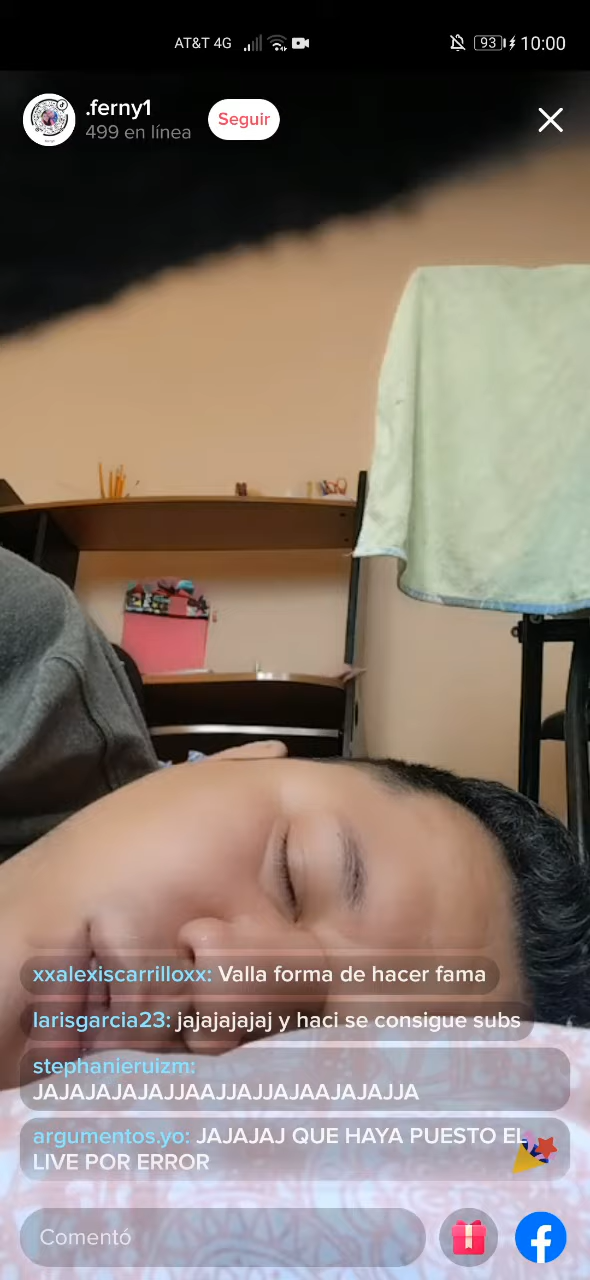 AT&T 4G 93 10:00
.ferny1
499 en línea
Seguir
xxalexiscarrilloxx: Valla forma de hacer fama
larisgarcia23: jajajajajaj y haci se consigue subs
stephanieruizm:
JAJAJAJAJAJJAAJJAJJAJAAJAJAJJA
argumentos.yo: JAJAJAJ QUE HAYA PUESTO EL
LIVE POR ERROR
Comentó